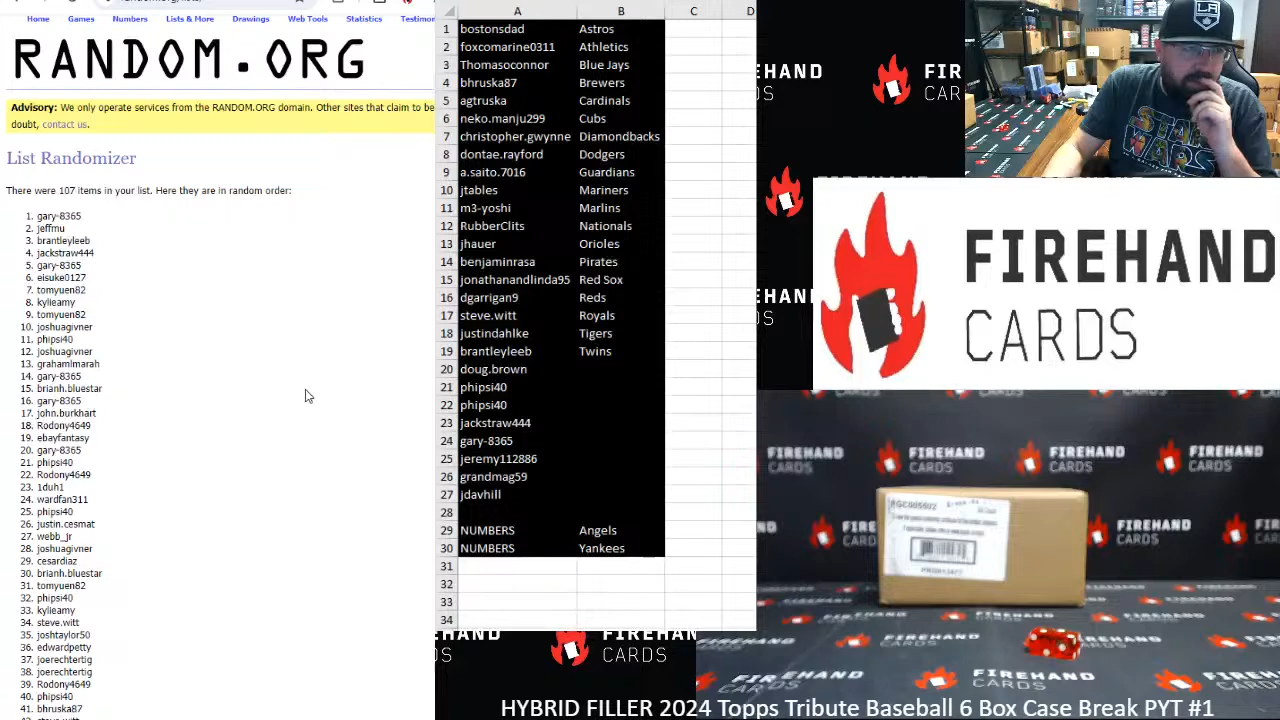 Home Games Numbers Lists & More Drawings Web Tools Statistics Testimo
RANDOM.ORG
Advisory: We only operate services from the RANDOM.ORG domain. Other sites that claim to be
doubt, contact us.
List Randomizer
There were 107 items in your list. Here they are in random order:
1. gary-8365
2. jeffmu
3. brantleyleeb
4. jackstraw444
5. gary-8365
6. eisuke0127
7. tomyuen82
8. kylieamy
9. tomyuen82
10. joshuagivner
11. phipsi40
12. joshuagivner
13. grahamlmarah
14. gary-8365
15. brianh.bluestar
16. gary-8365
17. john.burkhart
18. Rodony4649
19. ebayfantasy
20. gary-8365
21. phipsi40
22. Rodony4649
23. 1duh1
24. wardfan311
25. phipsi40
26. justin.cesmat
27. webb_jr
28. joshuagivner
29. cesardiaz
30. brianh.bluestar
31. tomyuen82
32. phipsi40
33. kylieamy
34. steve.witt
35. joshtaylor50
36. edwardpetty
37. joerechtertig
38. joerechtertig
39. Rodony4649
40. phipsi40
41. bhruska87
A B C D
1 bostonsdad Astros
2 foxcomarine0311 Athletics
3 Thomasoconnor Blue Jays
4 bhruska87 Brewers
5 agtruska Cardinals
6 neko.manju299 Cubs
7 christopher.gwynne Diamondbacks
8 dontae.rayford Dodgers
9 a.saito.7016 Guardians
10 jtables Mariners
11 m3-yoshi Marlins
12 RubberClits Nationals
13 jhauer Orioles
14 benjaminrasa Pirates
15 jonathanandlinda95 Red Sox
16 dgarrigan9 Reds
17 steve.witt Royals
18 justindahlke Tigers
19 brantleyleeb Twins
20 doug.brown
21 phipsi40
22 phipsi40
23 jackstraw444
24 gary-8365
25 jeremy112886
26 grandmag59
27 jdavhill
28
29 NUMBERS Angels
30 NUMBERS Yankees
31
32
33
34
FIREHAND
CARDS
HYBRID FILLER 2024 Topps Tribute Baseball 6 Box Case Break PYT #1